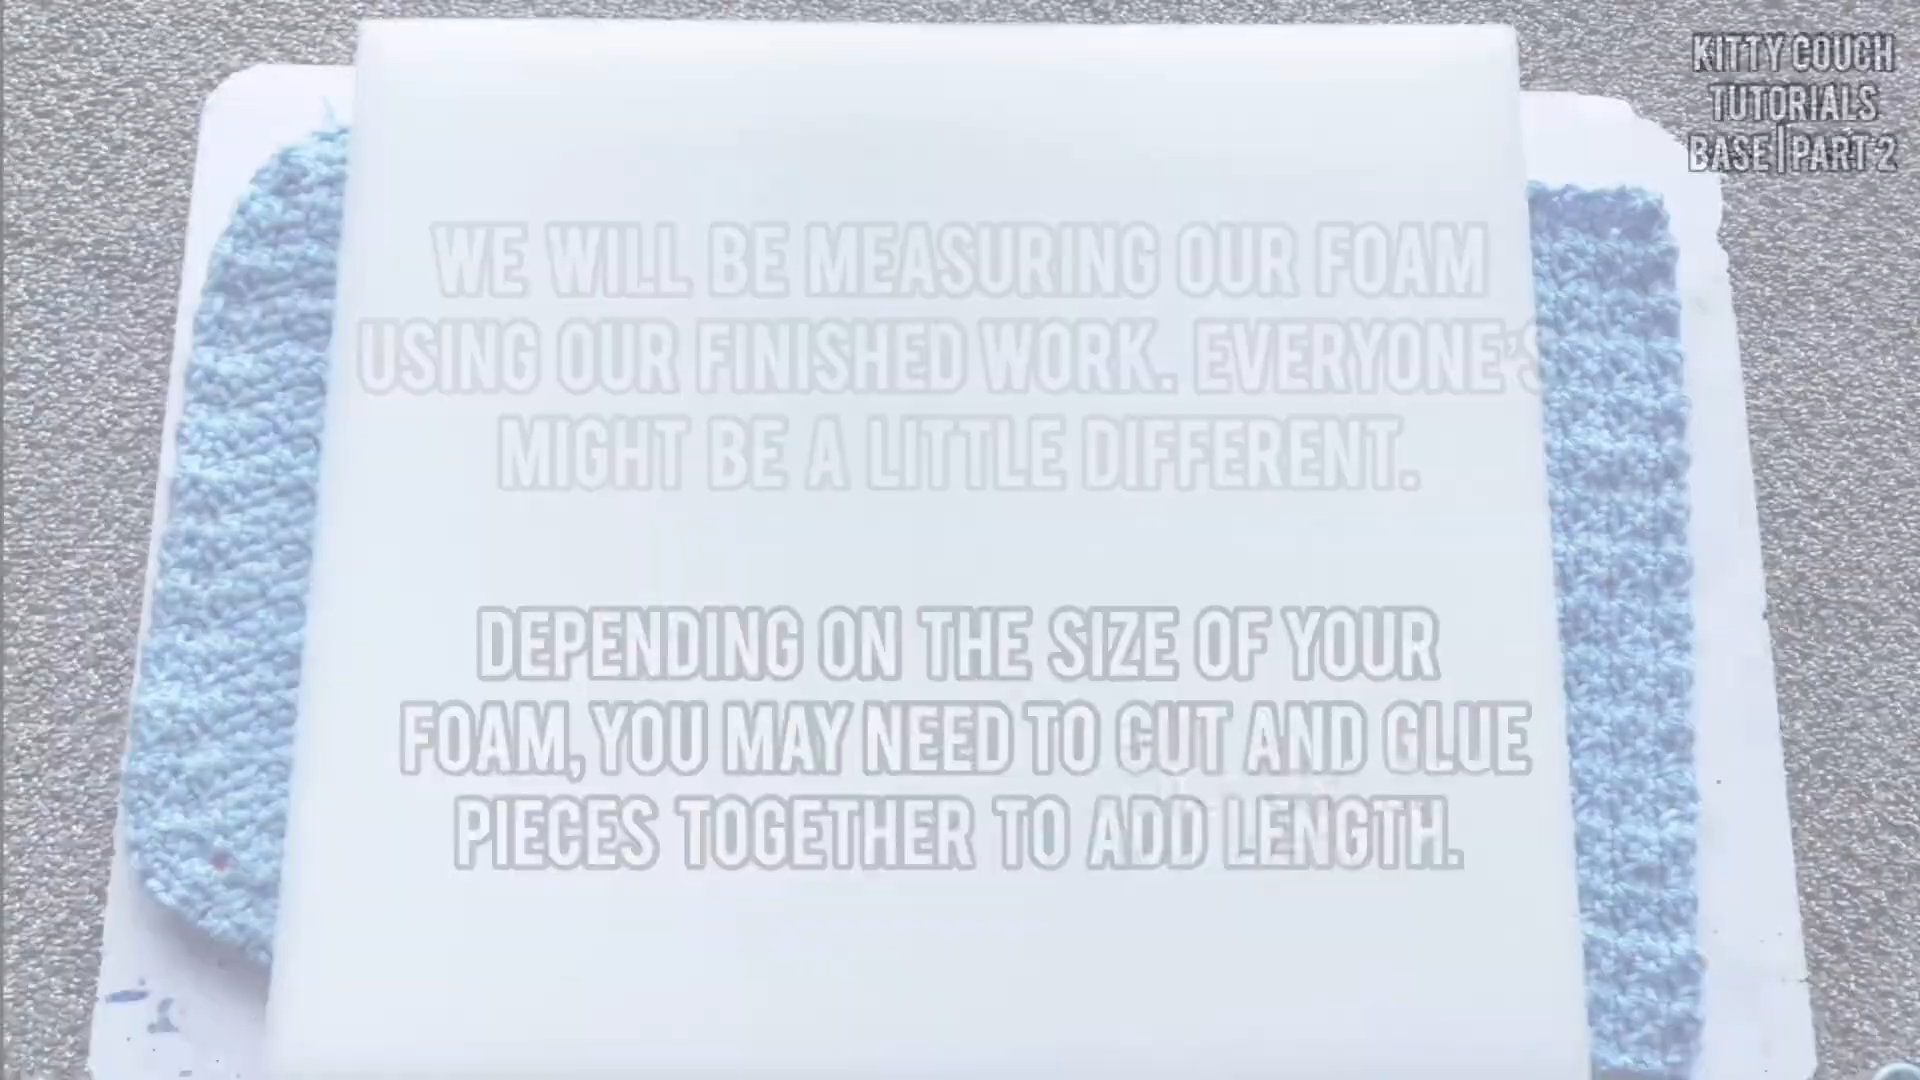 KITTY COUCH
TUTORIALS
BASE|PART 2
WE WILL BE MEASURING OUR FOAM
USING OUR FINISHED WORK. EVERYONE'S
MIGHT BE A LITTLE DIFFERENT.
DEPENDING ON THE SIZE OF YOUR
FOAM, YOU MAY NEED TO CUT AND GLUE
PIECES TOGETHER TO ADD LENGTH.